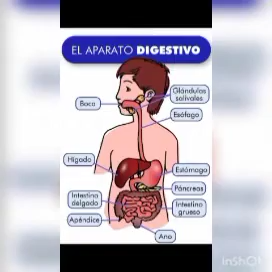 EL APARATO DIGESTIVO
Glándulas
salivales
Boca
Esófago
Hígado
Estómago
Páncreas
Intestino
delgado
Intestino
grueso
Apéndice
Ano
InShOt